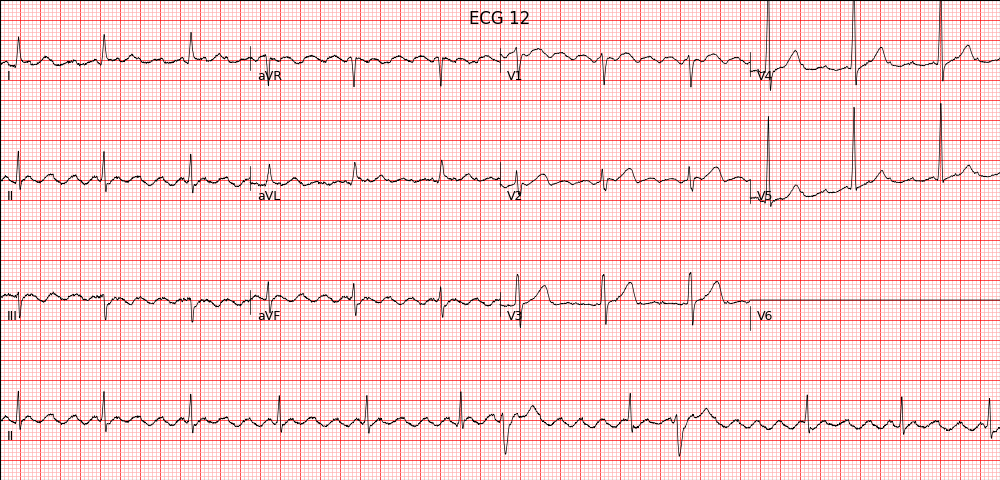 ECG 12
I aVR V1 V4
II aVL V2 V5
III aVF V3 V6
II